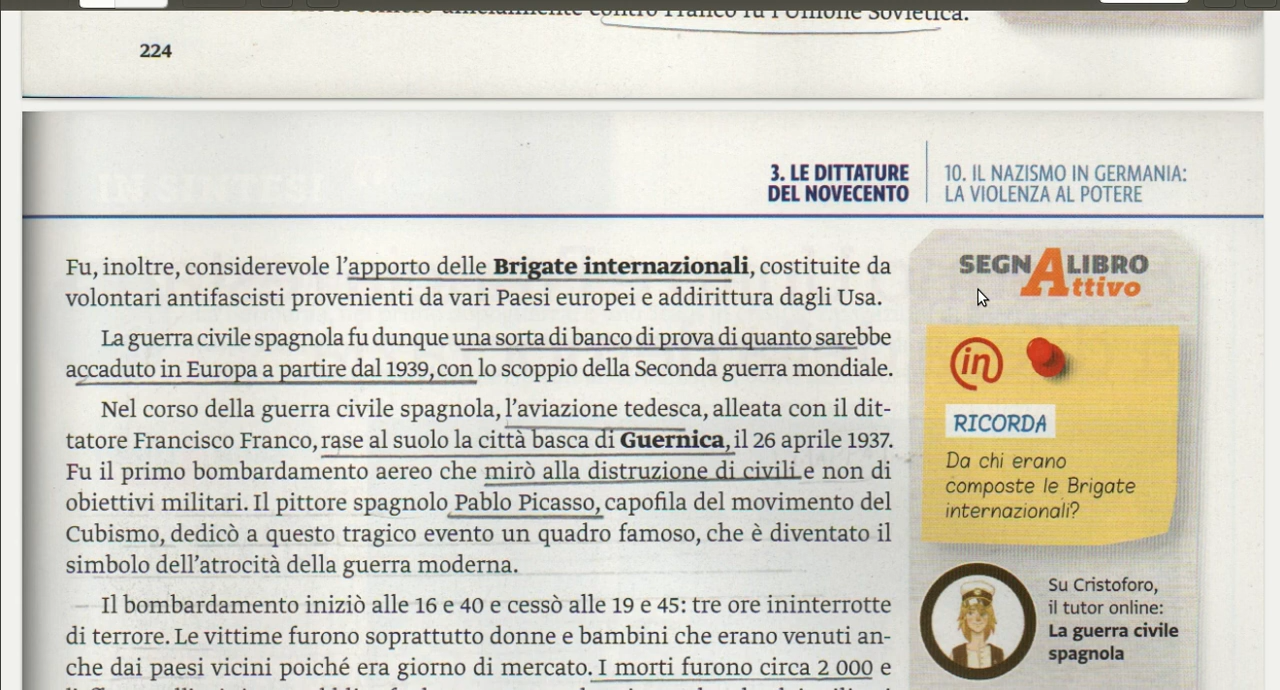 contro Franco fu l'Unione Sovietica.
224
3. LE DITTATURE
DEL NOVECENTO
10. IL NAZISMO IN GERMANIA:
LA VIOLENZA AL POTERE
Fu, inoltre, considerevole l'apporto delle Brigate internazionali, costituite da
volontari antifascisti provenienti da vari Paesi europei e addirittura dagli Usa.
La guerra civile spagnola fu dunque una sorta di banco di prova di quanto sarebbe
accaduto in Europa a partire dal 1939, con lo scoppio della Seconda guerra mondiale.
Nel corso della guerra civile spagnola, l'aviazione tedesca, alleata con il dit-
tatore Francisco Franco, rase al suolo la città basca di Guernica, il 26 aprile 1937.
Fu il primo bombardamento aereo che mirò alla distruzione di civili e non di
obiettivi militari. Il pittore spagnolo Pablo Picasso, capofila del movimento del
Cubismo, dedicò a questo tragico evento un quadro famoso, che è diventato il
simbolo dell'atrocità della guerra moderna.
Il bombardamento iniziò alle 16 e 40 e cessò alle 19 e 45: tre ore ininterrotte
di terrore. Le vittime furono soprattutto donne e bambini che erano venuti an-
che dai paesi vicini poiché era giorno di mercato. I morti furono circa 2 000 e
SEGNALIBRO
Attivo
in
RICORDA
Da chi erano
composte le Brigate
internazionali?
Su Cristoforo,
il tutor online:
La guerra civile
spagnola